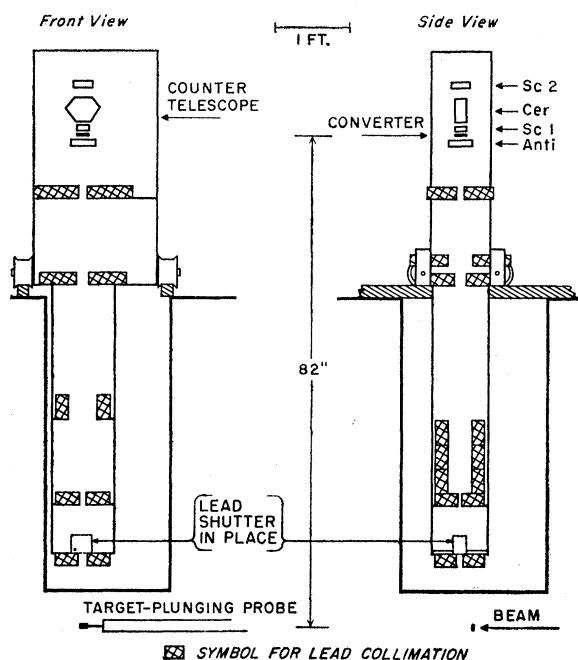 Front View
Side View
1 FT.
COUNTER
TELESCOPE
CONVERTER
Sc 2
Cer
Sc 1
Anti
82"
LEAD
SHUTTER
IN PLACE
TARGET-PLUNGING PROBE
BEAM
SYMBOL FOR LEAD COLLIMATION